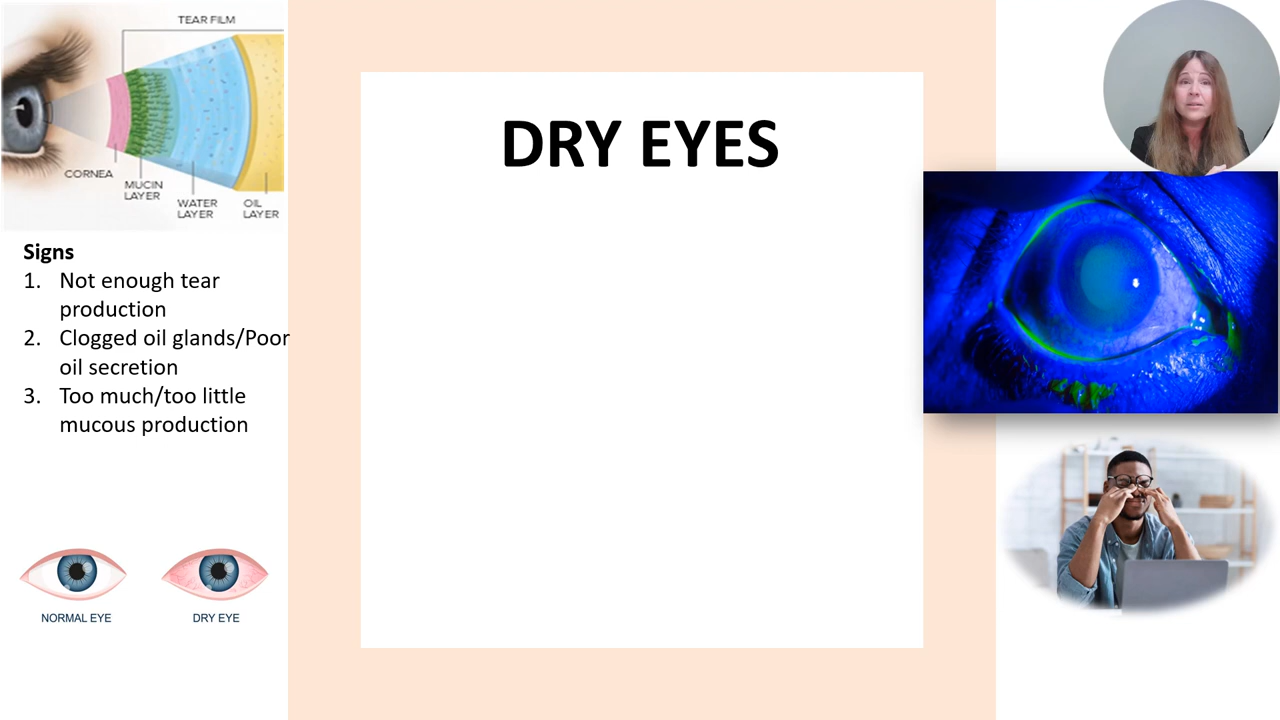 TEAR FILM
CORNEA
MUCIN
LAYER
WATER
LAYER
OIL
LAYER
Signs
1. Not enough tear
production
2. Clogged oil glands/Poor
oil secretion
3. Too much/too little
mucous production
NORMAL EYE
DRY EYE
DRY EYES